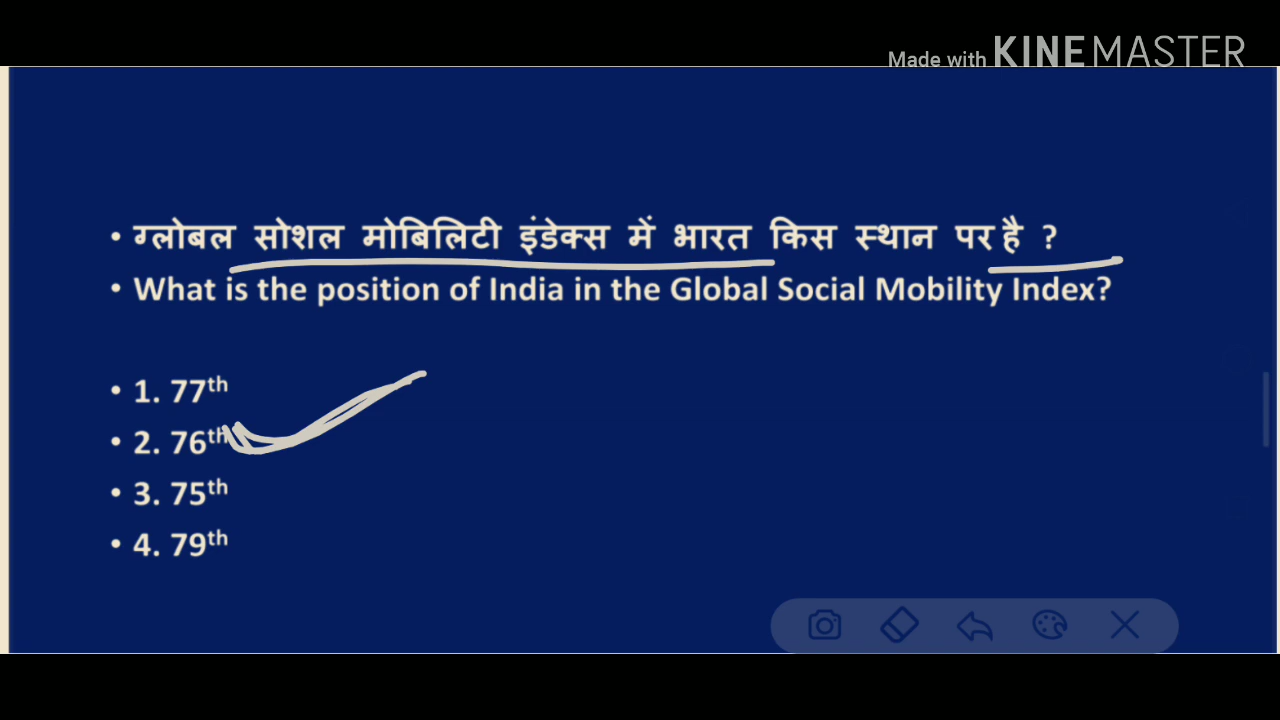 Made with KINEMASTER
• ग्लोबल सोशल मोबिलिटी इंडेक्स में भारत किस स्थान पर है ?
• What is the position of India in the Global Social Mobility Index?
• 1. 77th
• 2. 76th
• 3. 75th
• 4. 79th